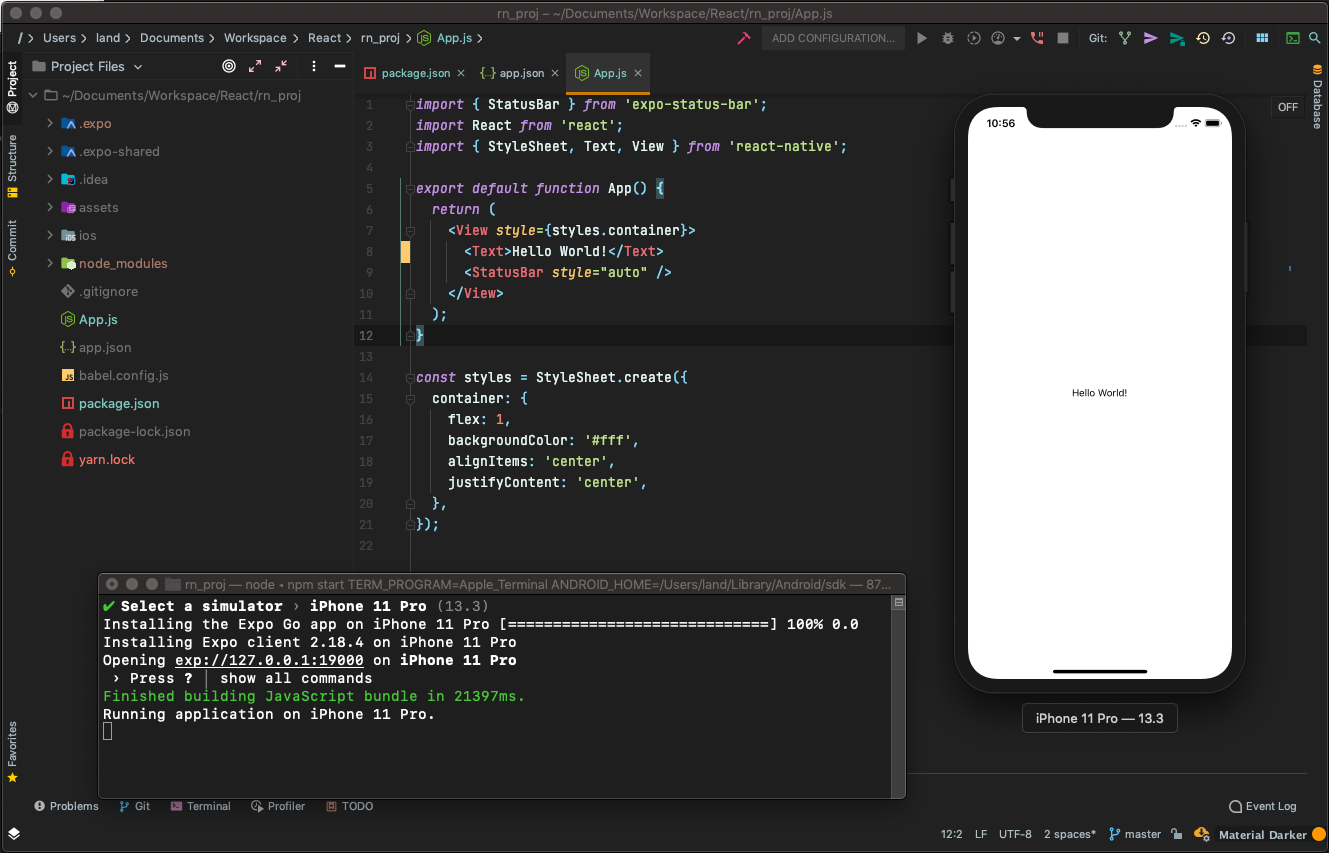 rn_proj – ~/Documents/Workspace/React/rn_proj/App.js
/ Users land Documents Workspace React rn_proj App.js
ADD CONFIGURATION...
Git:
Project
Structure
Commit
Favorites
Project Files
~/Documents/Workspace/React/rn_proj
.expo
.expo-shared
.idea
assets
ios
node_modules
.gitignore
App.js
app.json
babel.config.js
package.json
package-lock.json
yarn.lock
package.json
app.json
App.js
1 import { StatusBar } from 'expo-status-bar';
2 import React from 'react';
3 import { StyleSheet, Text, View } from 'react-native';
4
5 export default function App() {
6 return (
7 <View style={styles.container}>
8 <Text>Hello World!</Text>
9 <StatusBar style="auto" />
10 </View>
11 );
12 }
13
14 const styles = StyleSheet.create({
15 container: {
16 flex: 1,
17 backgroundColor: '#fff',
18 alignItems: 'center',
19 justifyContent: 'center',
20 },
21 });
22
OFF
Database
10:56
Hello World!
iPhone 11 Pro — 13.3
rn_proj — node • npm start TERM_PROGRAM=Apple_Terminal ANDROID_HOME=/Users/land/Library/Android/sdk — 87...
✔ Select a simulator › iPhone 11 Pro (13.3)
Installing the Expo Go app on iPhone 11 Pro [=============================] 100% 0.0
Installing Expo client 2.18.4 on iPhone 11 Pro
Opening exp://127.0.0.1:19000 on iPhone 11 Pro
› Press ? │ show all commands
Finished building JavaScript bundle in 21397ms.
Running application on iPhone 11 Pro.
Problems
Git
Terminal
Profiler
TODO
Event Log
12:2
LF
UTF-8
2 spaces*
master
Material Darker